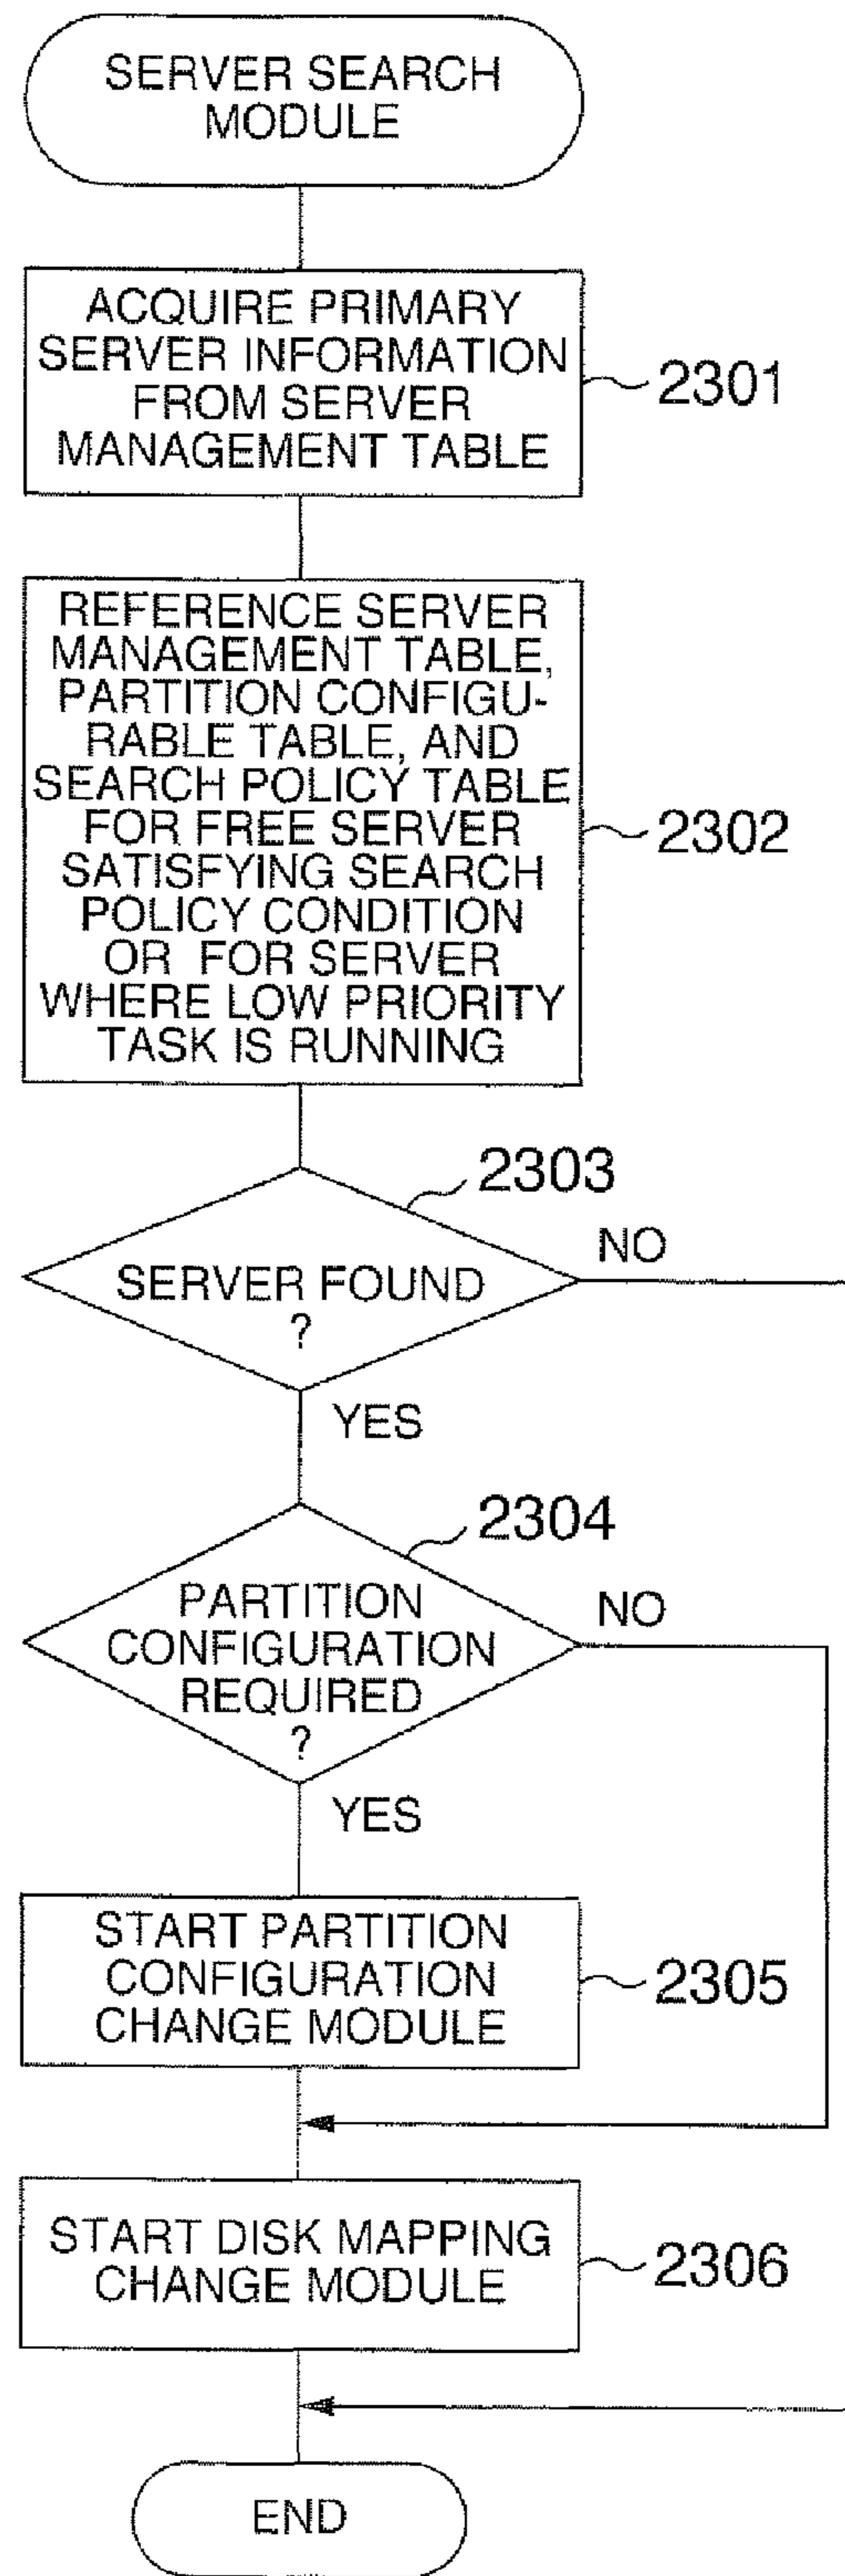 SERVER SEARCH
MODULE
ACQUIRE PRIMARY
SERVER INFORMATION
FROM SERVER
MANAGEMENT TABLE
2301
REFERENCE SERVER
MANAGEMENT TABLE,
PARTITION CONFIGU-
RABLE TABLE, AND
SEARCH POLICY TABLE
FOR FREE SERVER
SATISFYING SEARCH
POLICY CONDITION
OR FOR SERVER
WHERE LOW PRIORITY
TASK IS RUNNING
2302
2303
SERVER FOUND
?
NO
YES
2304
PARTITION
CONFIGURATION
REQUIRED
?
NO
YES
START PARTITION
CONFIGURATION
CHANGE MODULE
2305
START DISK MAPPING
CHANGE MODULE
2306
END